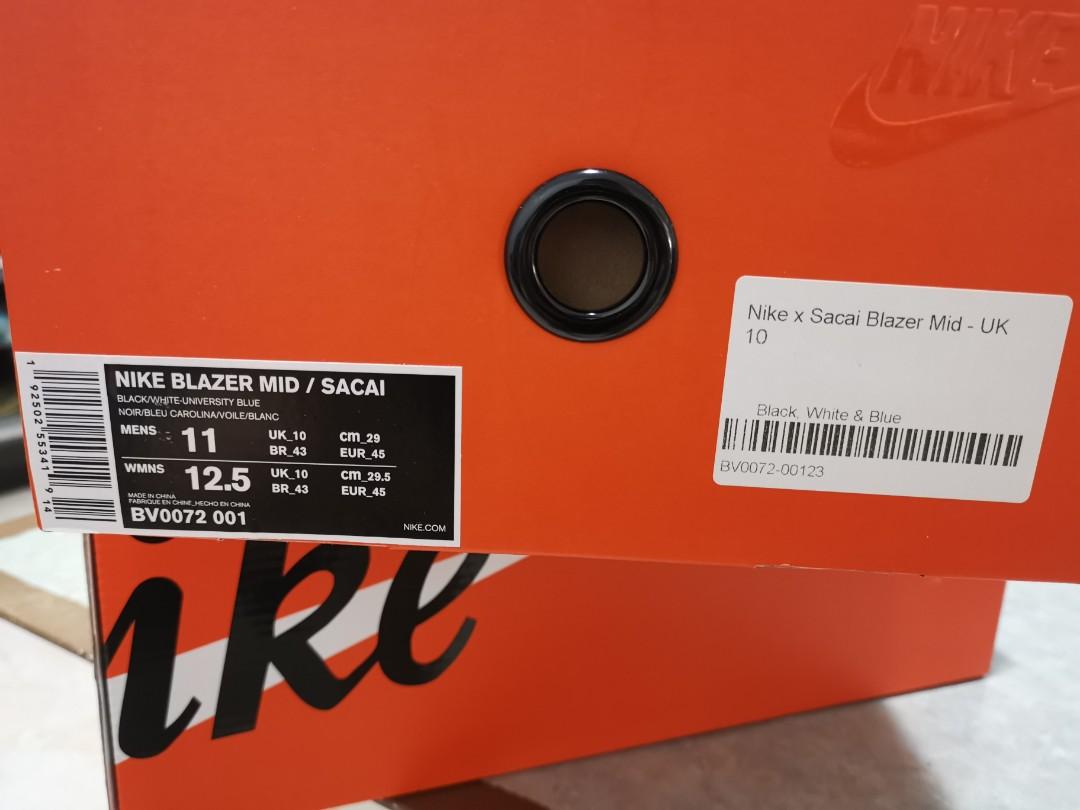 NIKE
Nike x Sacai Blazer Mid - UK
10
Black, White & Blue
BV0072-00123
1 92502 55341 9 14
NIKE BLAZER MID / SACAI
BLACK/WHITE-UNIVERSITY BLUE
NOIR/BLEU CAROLINA/VOILE/BLANC
MENS 11 UK_10 cm_29
BR_43 EUR_45
WMNS 12.5 UK_10 cm_29.5
BR_43 EUR_45
MADE IN CHINA
FABRIQUE EN CHINE_HECHO EN CHINA
BV0072 001
NIKE.COM
ike